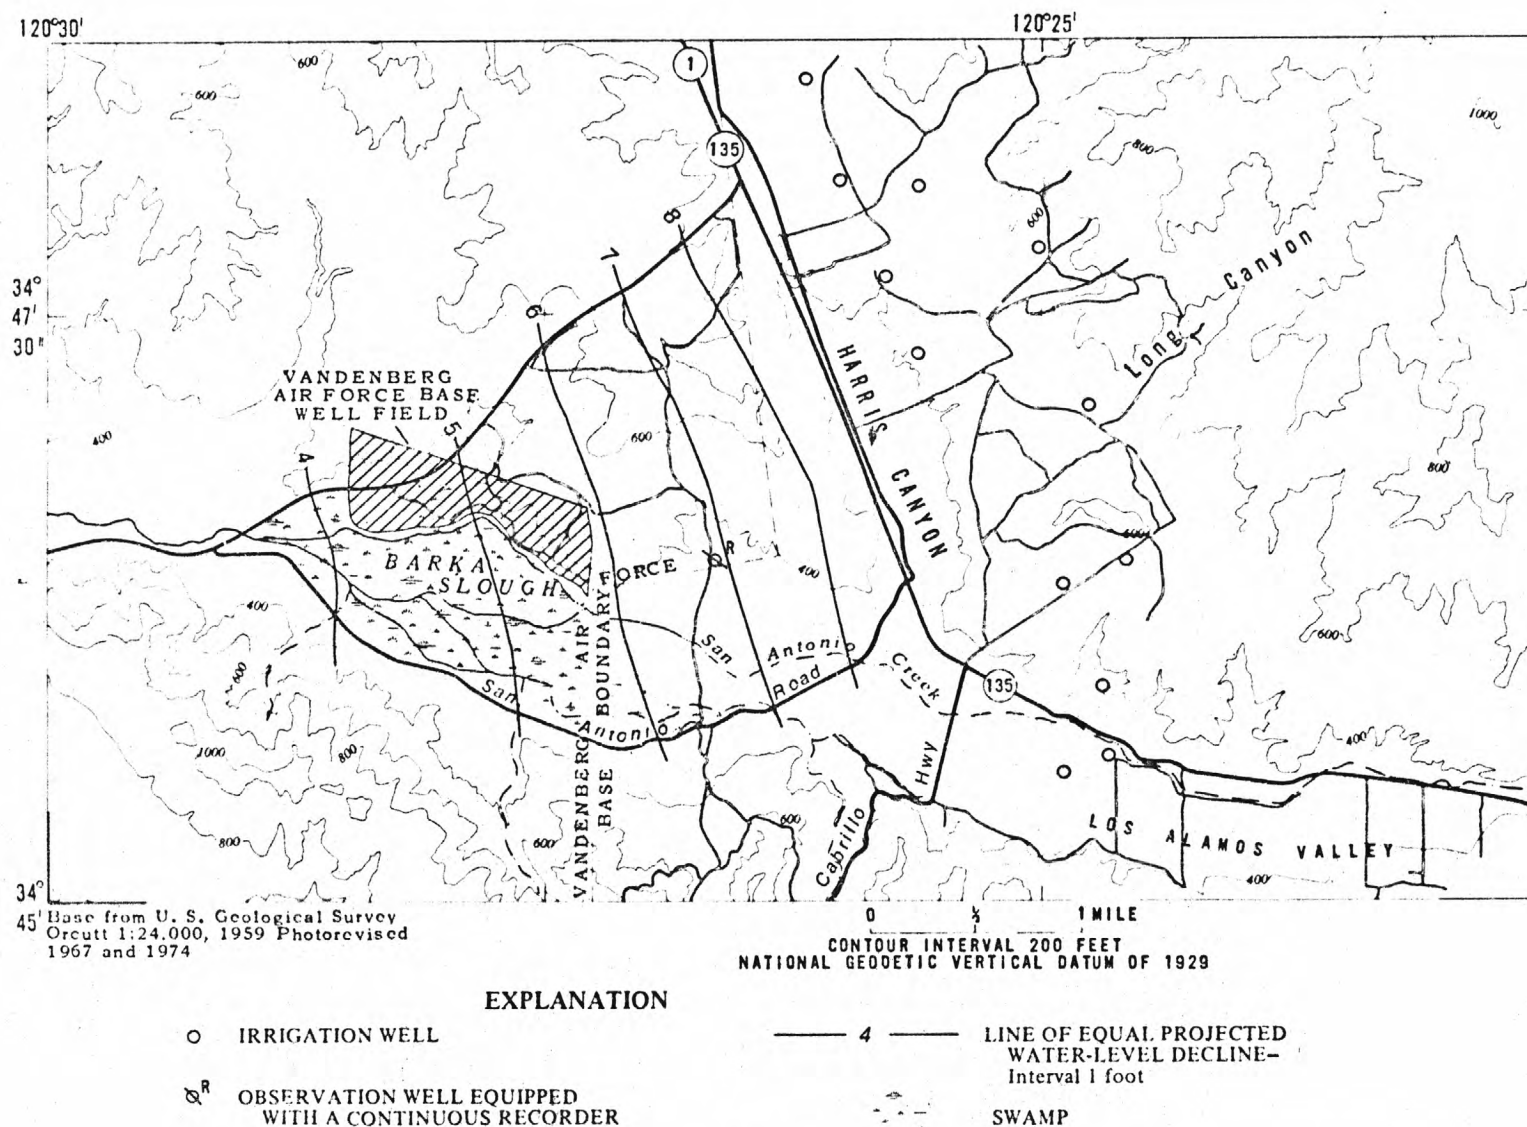 120°30'
120°25'
600
600
1
135
1000
800
600
8
7
6
34°
47'
30"
Long Canyon
HARRIS CANYON
VANDENBERG
AIR FORCE BASE
WELL FIELD
5
4
400
600
800
BARKA
SLOUGH
R
400
600
VANDENBERG AIR FORCE
BASE BOUNDARY
San Antonio Creek
San Antonio Road
400
600
600
135
1000
800
400
Cabrillo Hwy
800
600
600
LOS ALAMOS VALLEY
400
34°
45'
Base from U. S. Geological Survey
Orcutt 1:24,000, 1959 Photorevised
1967 and 1974
0 ½ 1 MILE
CONTOUR INTERVAL 200 FEET
NATIONAL GEODETIC VERTICAL DATUM OF 1929
EXPLANATION
IRRIGATION WELL
R OBSERVATION WELL EQUIPPED
WITH A CONTINUOUS RECORDER
4 LINE OF EQUAL PROJECTED
WATER-LEVEL DECLINE–
Interval 1 foot
SWAMP